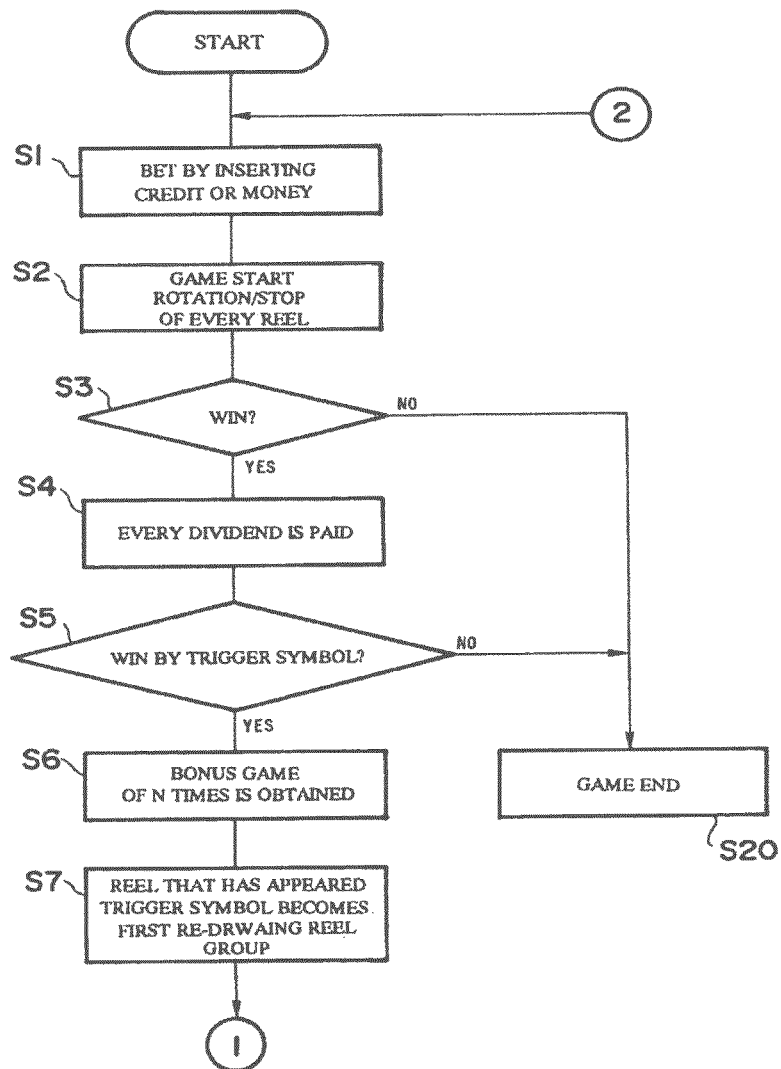 START
2
S1
BET BY INSERTING
CREDIT OR MONEY
S2
GAME START
ROTATION/STOP
OF EVERY REEL
S3
WIN?
NO
YES
S4
EVERY DIVIDEND IS PAID
S5
WIN BY TRIGGER SYMBOL?
NO
YES
S6
BONUS GAME
OF N TIMES IS OBTAINED
GAME END
S20
S7
REEL THAT HAS APPEARED
TRIGGER SYMBOL BECOMES
FIRST RE-DRWAING REEL
GROUP
1